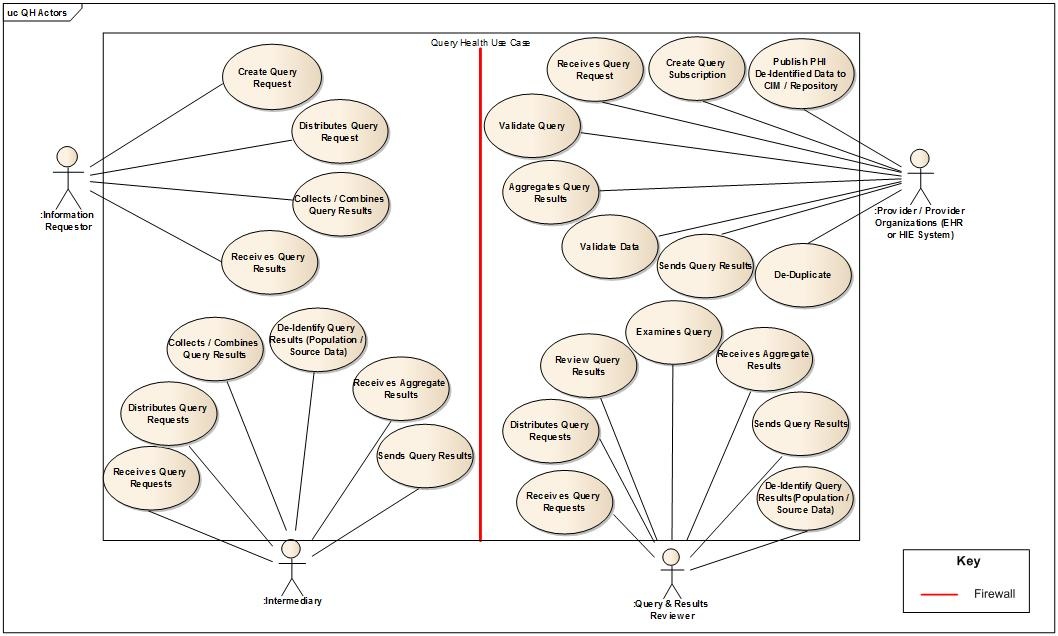 uc QH Actors
Query Health Use Case
Create Query
Request
Distributes Query
Request
Collects / Combines
Query Results
Receives Query
Results
:Information
Requestor
Receives Query
Request
Create Query
Subscription
Publish PHI
De-Identified Data to
CIM / Repository
Validate Query
Aggregates Query
Results
Validate Data
Sends Query Results
De-Duplicate
:Provider / Provider
Organizations (EHR
or HIE System)
Collects / Combines
Query Results
De-Identify Query
Results (Population /
Source Data)
Receives Aggregate
Results
Distributes Query
Requests
Sends Query Results
Receives Query
Requests
:Intermediary
Examines Query
Review Query
Results
Receives Aggregate
Results
Distributes Query
Requests
Sends Query Results
Receives Query
Requests
De-Identify Query
Results(Population /
Source Data)
:Query & Results
Reviewer
Key
Firewall